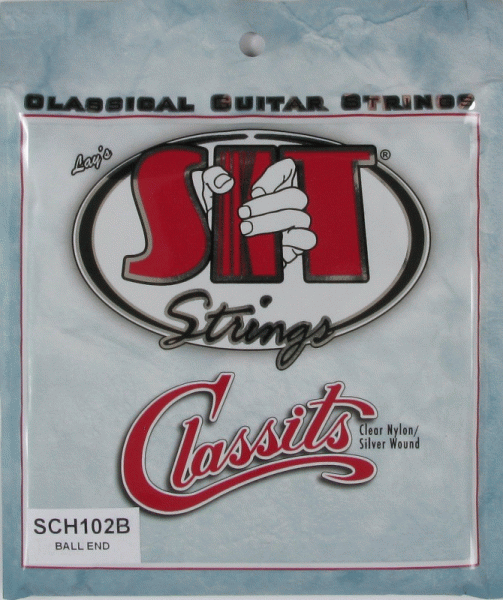 CLASSICAL GUITAR STRINGS
Lay's
SIT®
Strings
Classits
Clear Nylon/
Silver Wound
SCH102B
BALL END